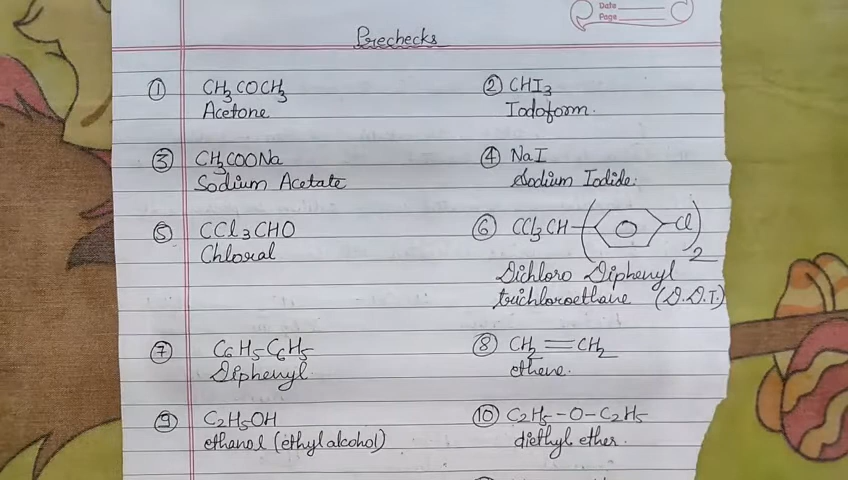 Date
Page
Prechecks
① CH₃COCH₃
Acetone
② CHI₃
Iodoform.
③ CH₃COONa
Sodium Acetate
④ NaI
Sodium Iodide.
⑤ CCl₃CHO
Chloral
⑥ CCl₃CH-( -Cl)₂
Dichloro Diphenyl
trichloroethane (D.D.T.)
⑦ C₆H₅-C₆H₅
Diphenyl
⑧ CH₂=CH₂
ethene.
⑨ C₂H₅OH
ethanol (ethyl alcohol)
⑩ C₂H₅-O-C₂H₅
diethyl ether.